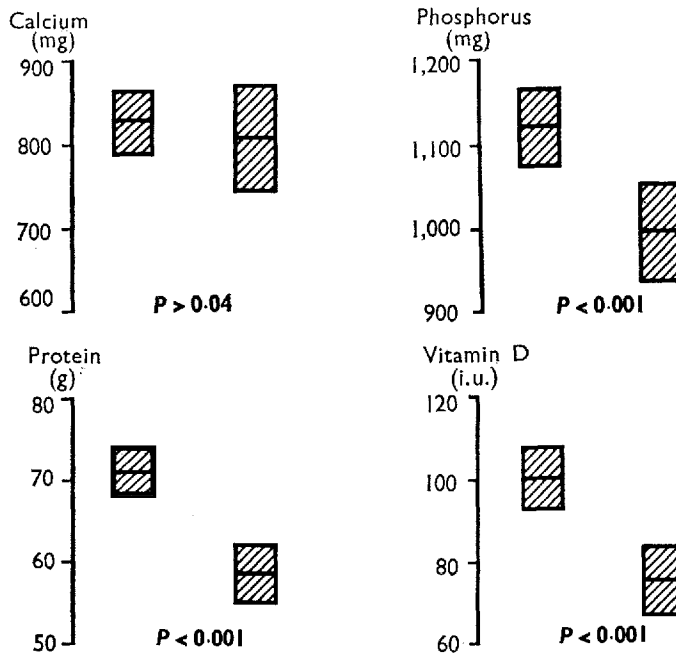 Calcium
(mg)
900
800
700
600
P > 0·04
Phosphorus
(mg)
1,200
1,100
1,000
900
P < 0·001
Protein
(g)
80
70
60
50
P < 0·001
Vitamin D
(i.u.)
120
100
80
60
P < 0·001